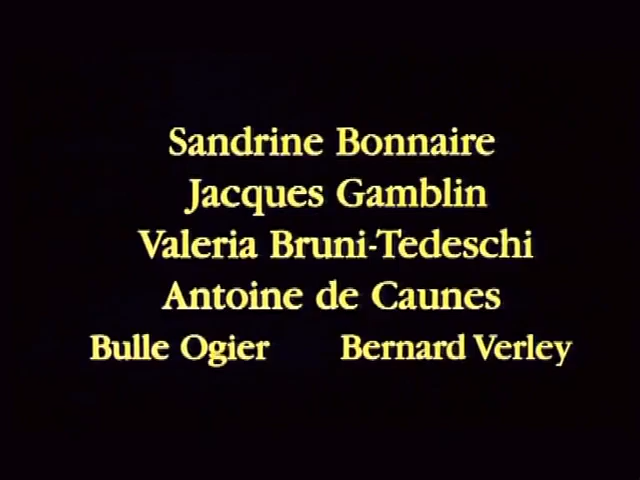 Sandrine Bonnaire
Jacques Gamblin
Valeria Bruni-Tedeschi
Antoine de Caunes
Bulle Ogier Bernard Verley